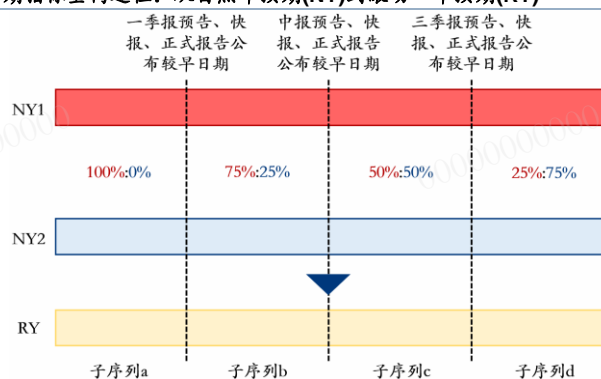 一季报预告、快
报、正式报告公
布较早日期
中报预告、快
报、正式报告
公布较早日期
三季报预告、快
报、正式报告公
布较早日期
NY1
100%:0%
75%:25%
50%:50%
25%:75%
NY2
RY
子序列a
子序列b
子序列c
子序列d